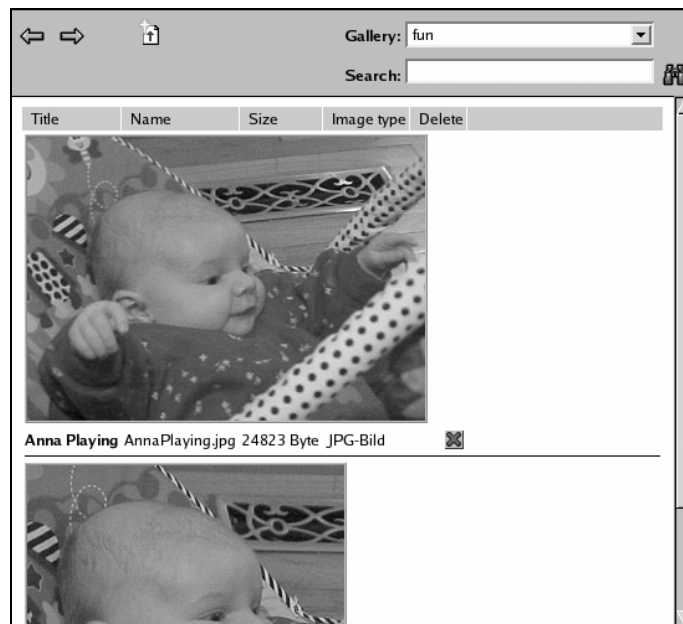 Gallery: fun
Search:
Title Name Size Image type Delete
Anna Playing AnnaPlaying.jpg 24823 Byte JPG-Bild